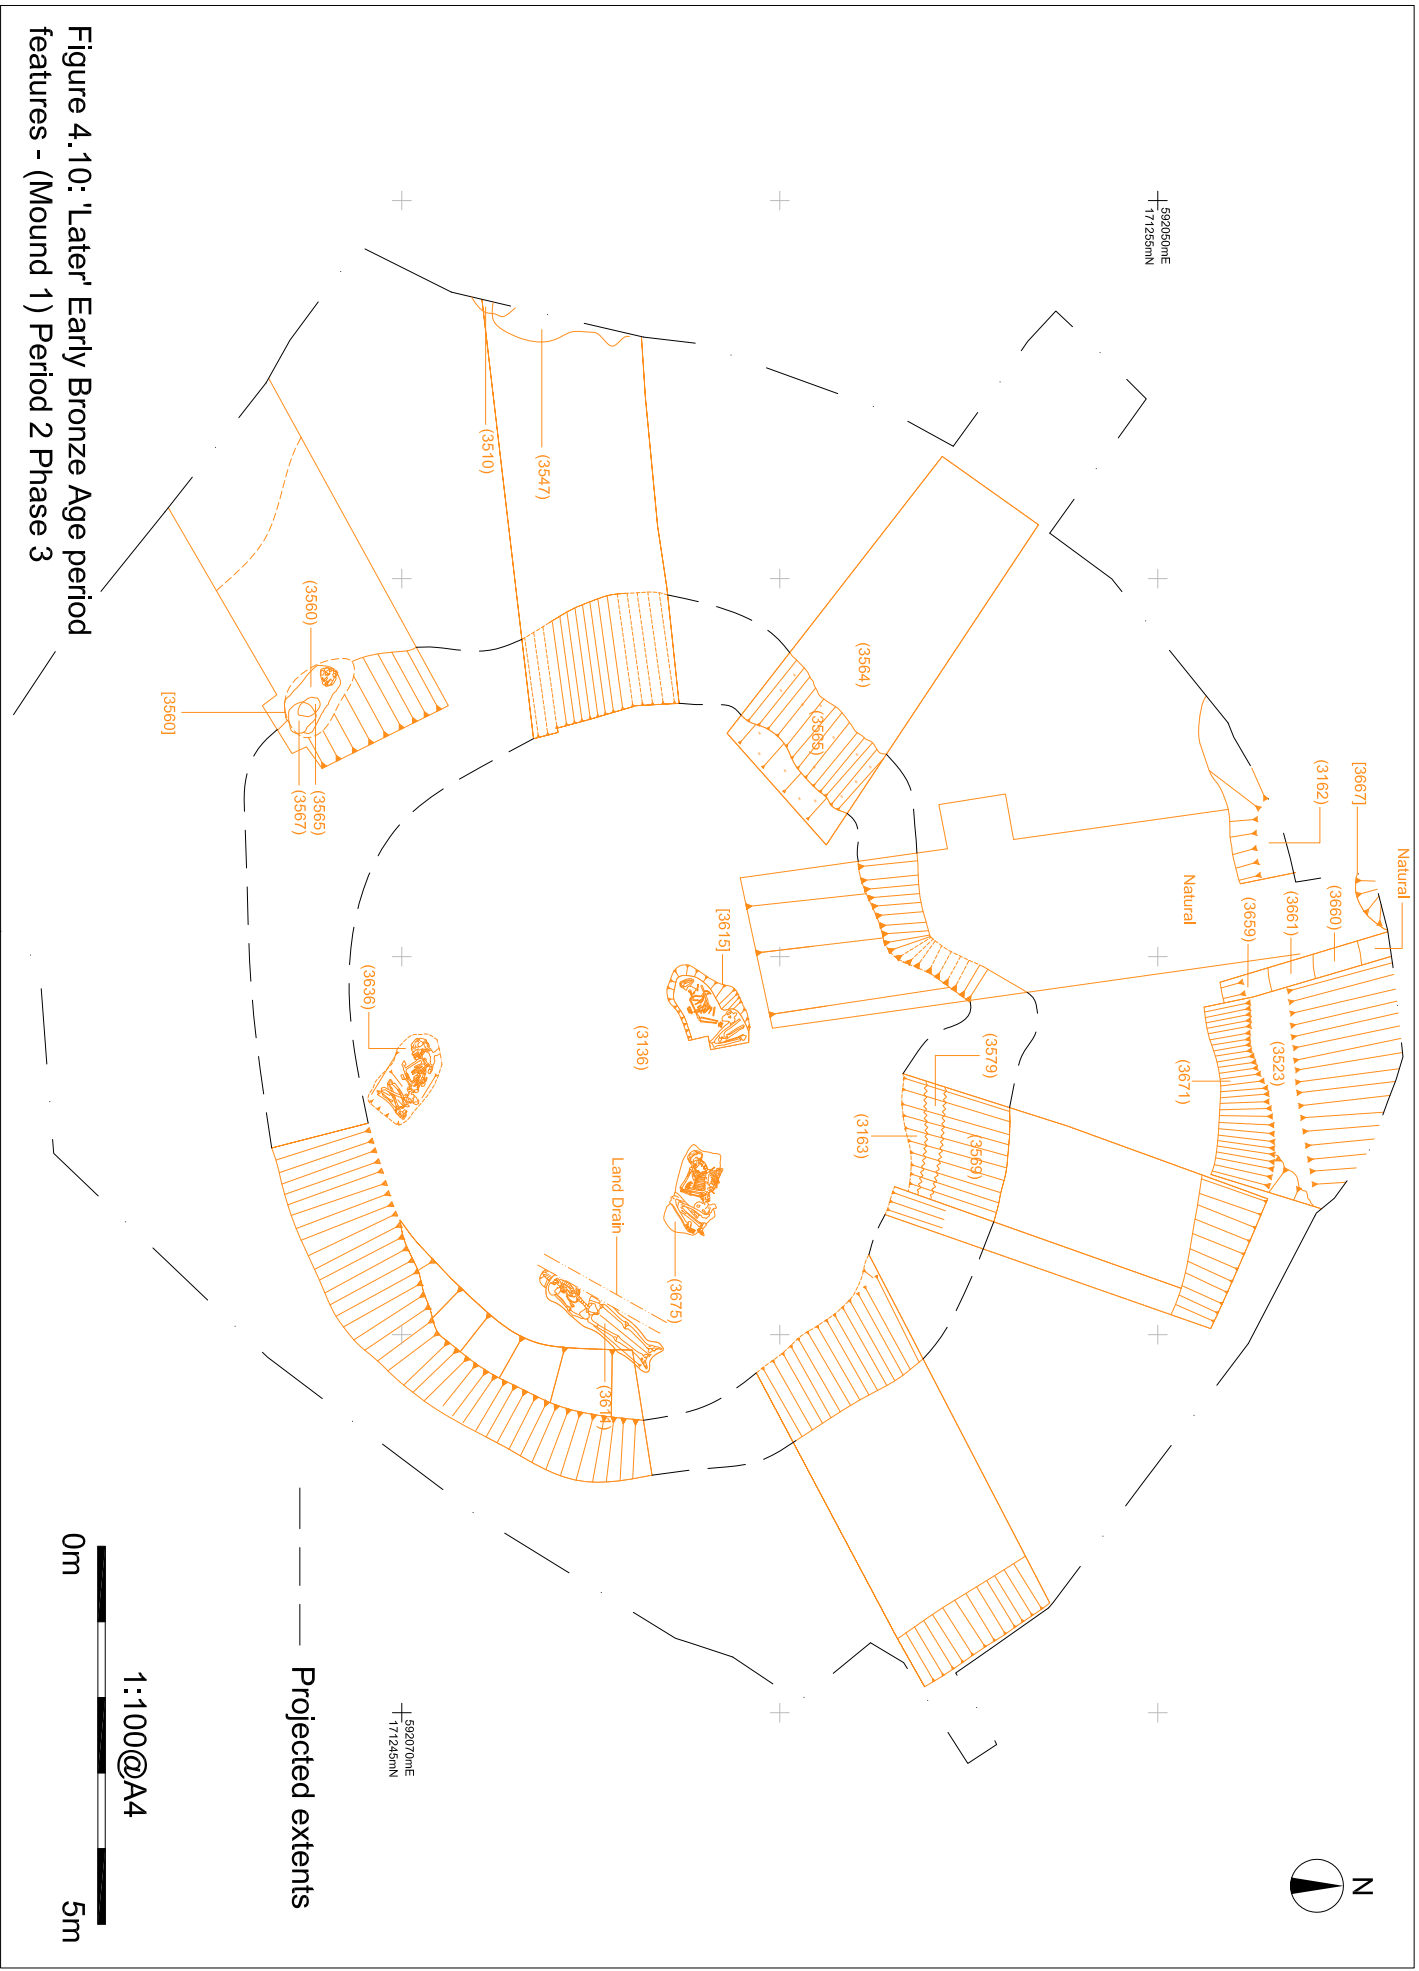 Natural
[3667]
(3162)
(3660)
(3661)
(3659)
Natural
(3523)
(3671)
592050mE
171255mN
N
(3564)
(3565)
(3579)
(3569)
(3163)
[3615]
(3136)
(3675)
Land Drain
(3614)
(3547)
(3510)
(3636)
592070mE
171245mN
(3560)
(3565)
(3567)
[3560]
Projected extents
1:100@A4
0m
5m
Figure 4.10: 'Later' Early Bronze Age period
features - (Mound 1) Period 2 Phase 3